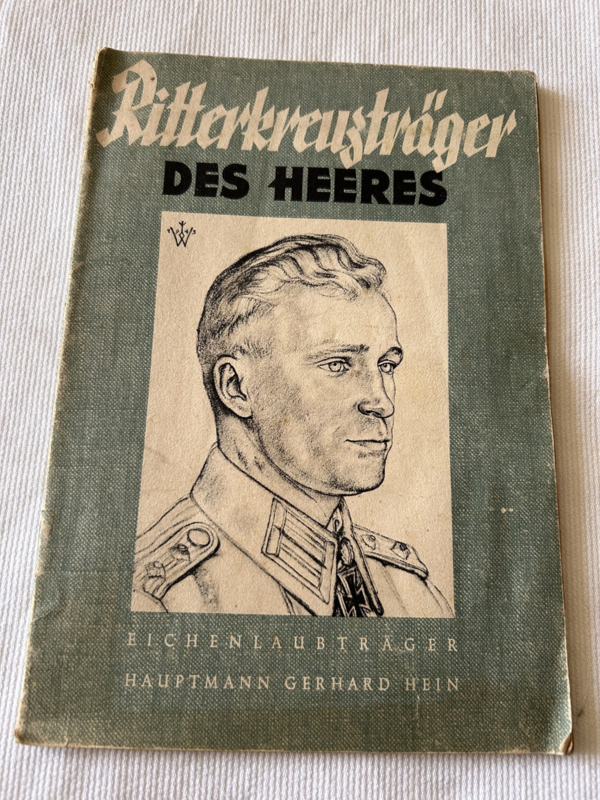 Ritterkreuzträger
DES HEERES
EICHENLAUBTRÄGER
HAUPTMANN GERHARD HEIN